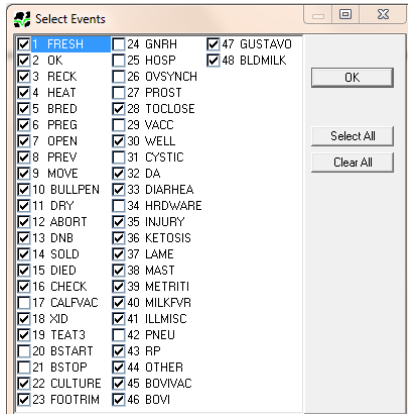 Select Events
1 FRESH
2 OK
3 RECK
4 HEAT
5 BRED
6 PREG
7 OPEN
8 PREV
9 MOVE
10 BULLPEN
11 DRY
12 ABORT
13 DNB
14 SOLD
15 DIED
16 CHECK
17 CALFVAC
18 XID
19 TEAT3
20 BSTART
21 BSTOP
22 CULTURE
23 FOOTRIM
24 GNRH
25 HOSP
26 OVSYNCH
27 PROST
28 TOCLOSE
29 VACC
30 WELL
31 CYSTIC
32 DA
33 DIARHEA
34 HRDWARE
35 INJURY
36 KETOSIS
37 LAME
38 MAST
39 METRITI
40 MILKFVR
41 ILLMISC
42 PNEU
43 RP
44 OTHER
45 BOVIVAC
46 BOVI
47 GUSTAVO
48 BLDMILK
OK
Select All
Clear All